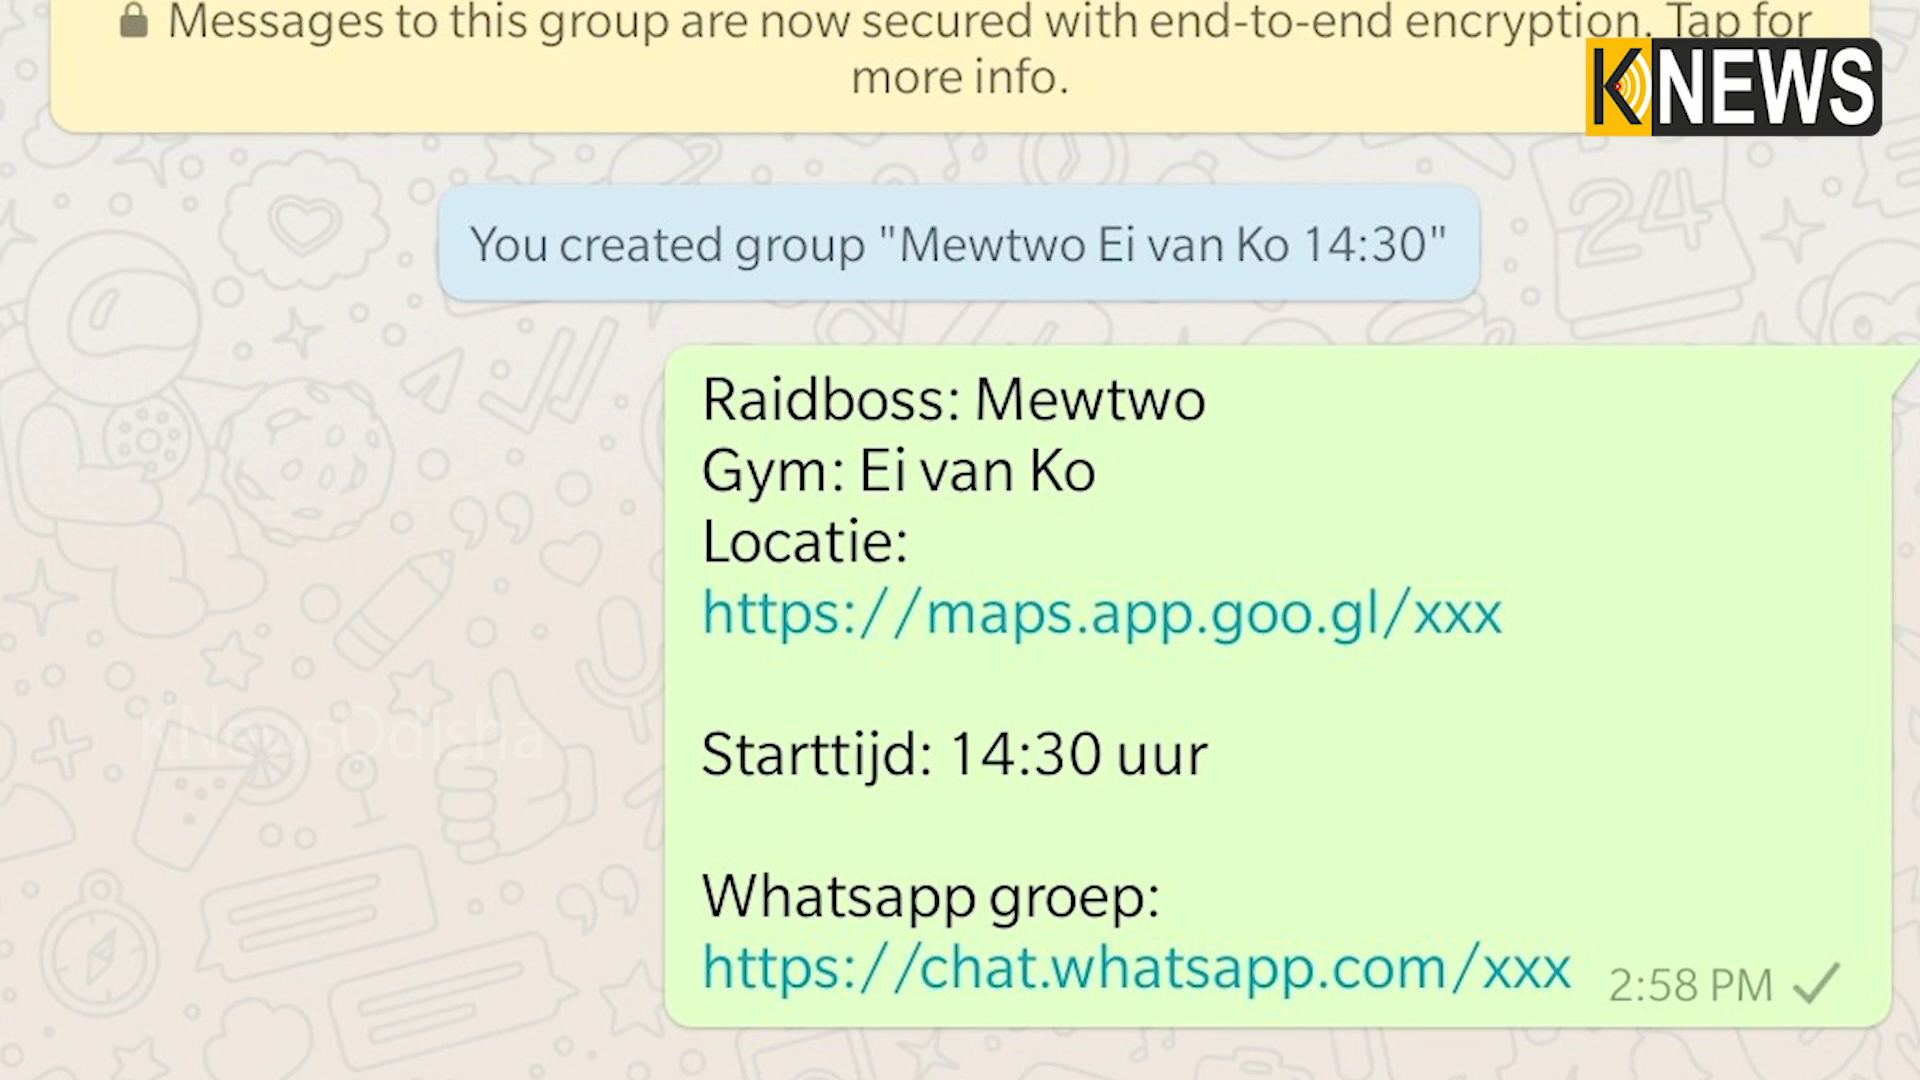 Messages to this group are now secured with end-to-end encryption. Tap for
more info.
KNEWS
You created group "Mewtwo Ei van Ko 14:30"
Raidboss: Mewtwo
Gym: Ei van Ko
Locatie:
https://maps.app.goo.gl/xxx
Starttijd: 14:30 uur
KNewsOdisha
Whatsapp groep:
https://chat.whatsapp.com/xxx 2:58 PM
24